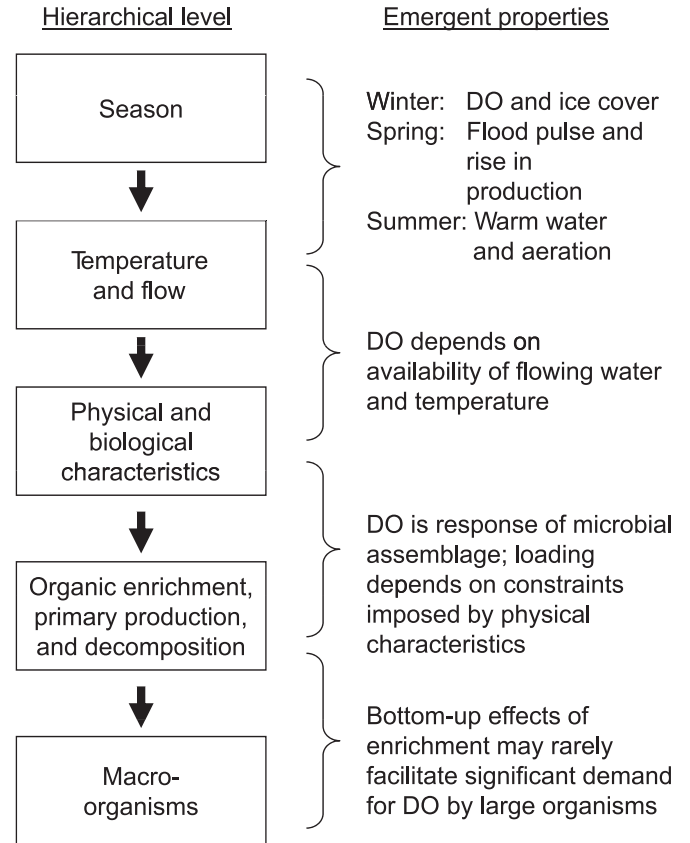 Hierarchical level
Emergent properties
Season
Winter: DO and ice cover
Spring: Flood pulse and
rise in
production
Summer: Warm water
and aeration
Temperature
and flow
DO depends on
availability of flowing water
and temperature
Physical and
biological
characteristics
DO is response of microbial
assemblage; loading
depends on constraints
imposed by physical
characteristics
Organic enrichment,
primary production,
and decomposition
Bottom-up effects of
enrichment may rarely
facilitate significant demand
for DO by large organisms
Macro-
organisms